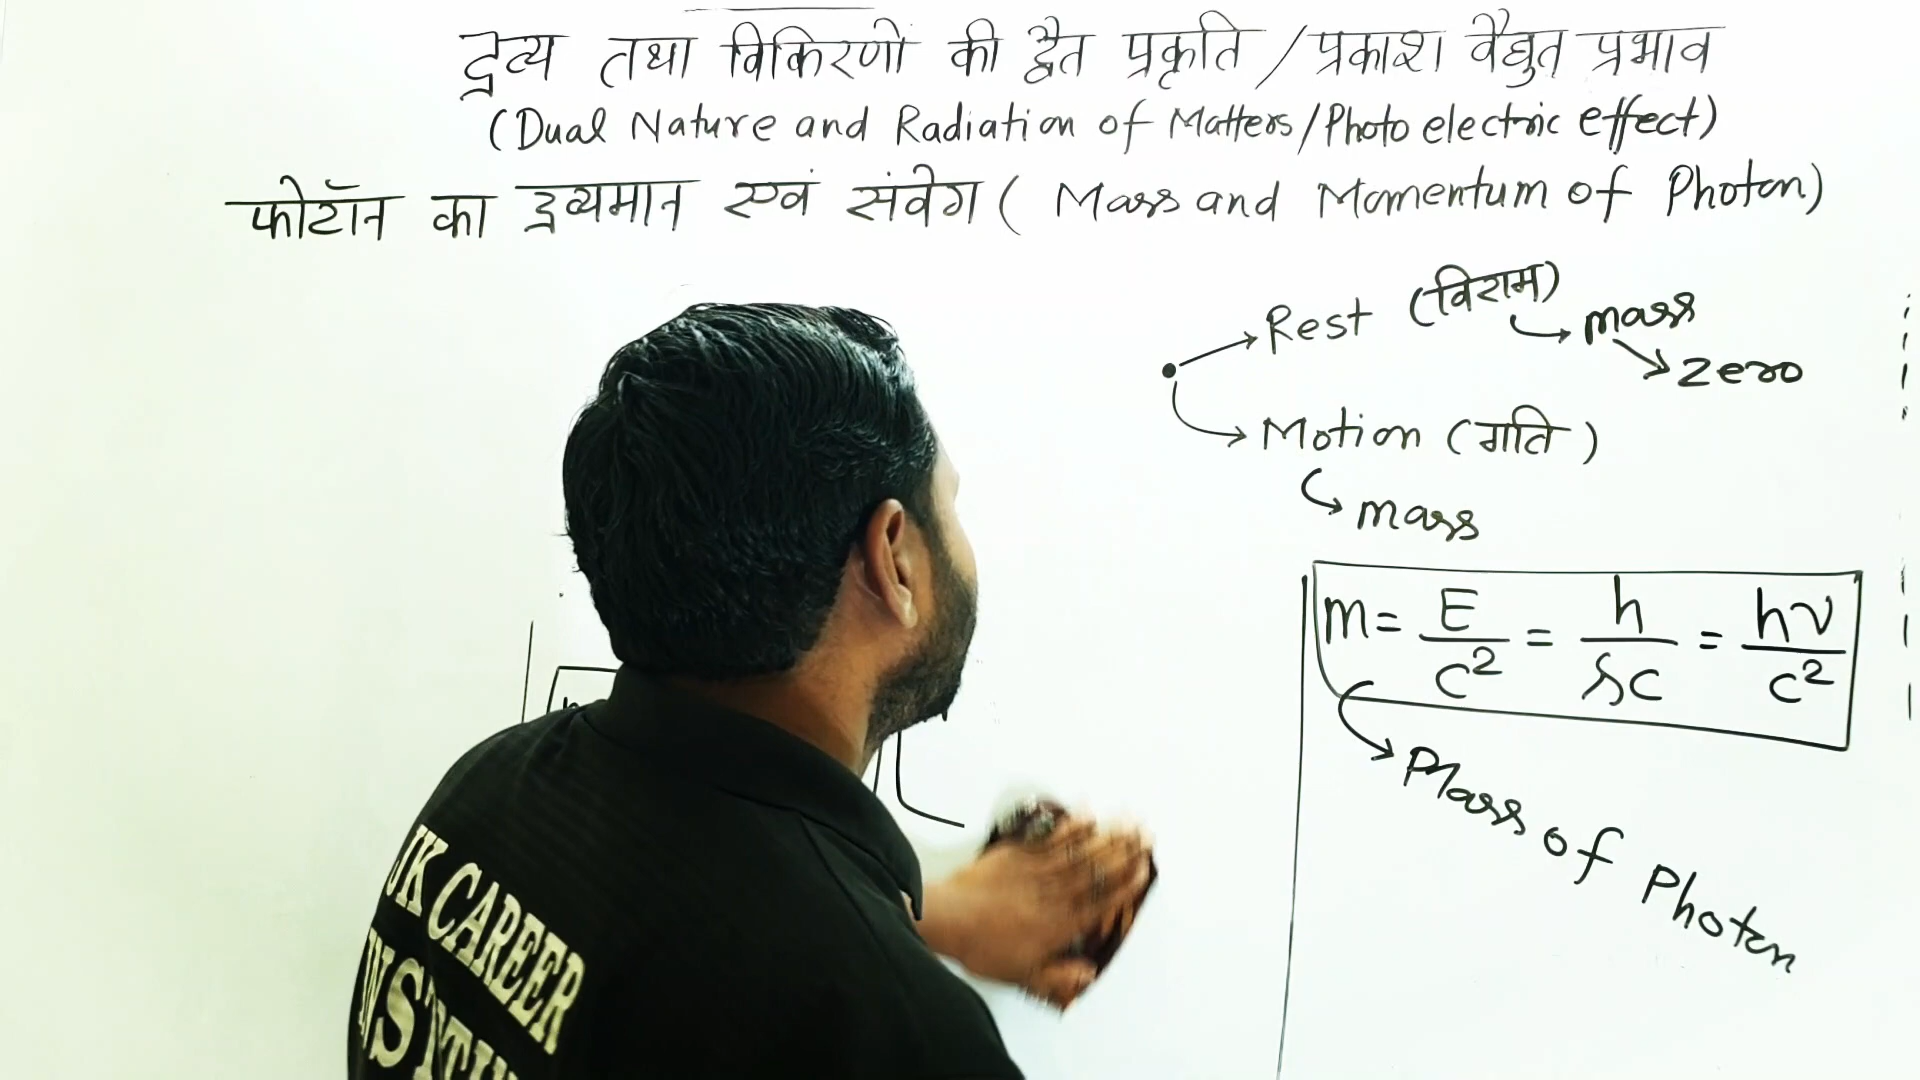 द्रव्य तथा विकिरणों की द्वैत प्रकृति / प्रकाश वैद्युत प्रभाव
(Dual Nature and Radiation of Matters/Photo electric effect)
फोटॉन का द्रव्यमान एवं संवेग ( Mass and Momentum of Photon)
Rest (विराम)
mass
zero
Motion (गति)
mass
m = E/c² = h/λc = hν/c²
Mass of Photon
JK CAREER